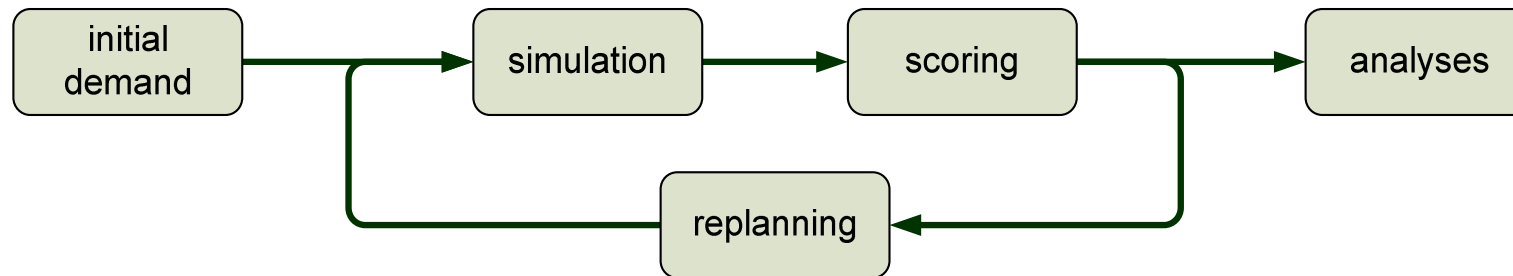 initial
demand
simulation
scoring
analyses
replanning